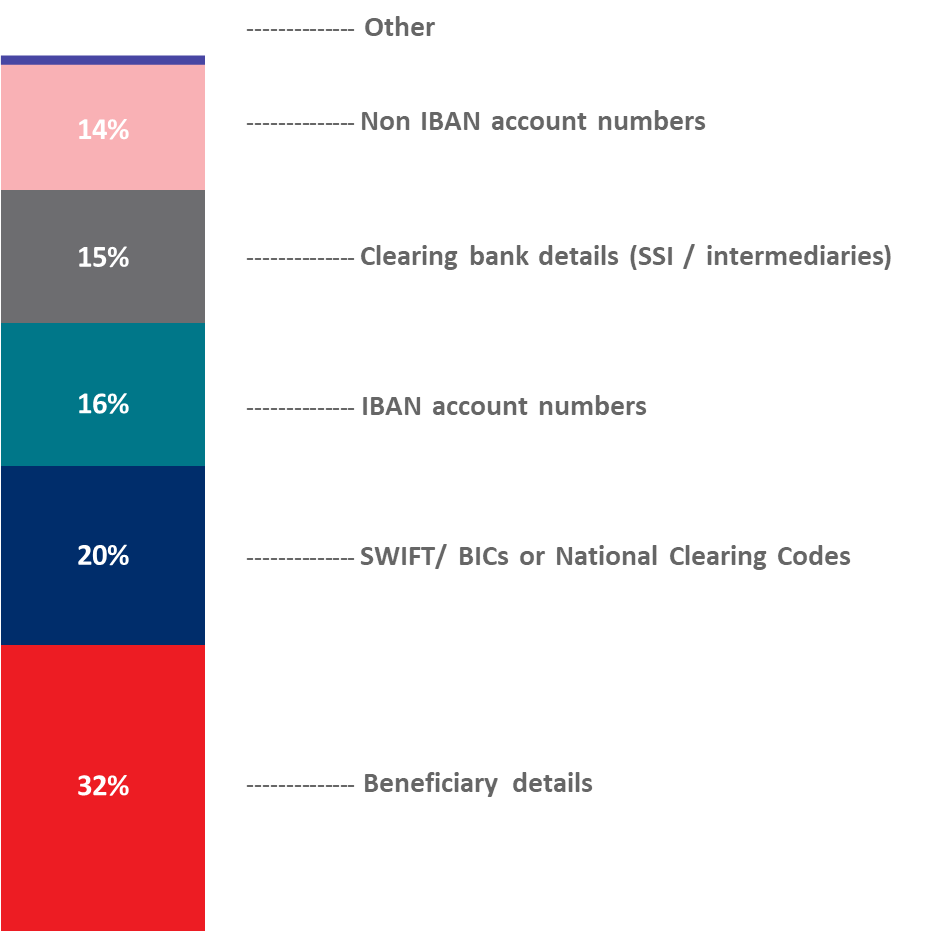 Other
14% Non IBAN account numbers
15% Clearing bank details (SSI / intermediaries)
16% IBAN account numbers
20% SWIFT/ BICs or National Clearing Codes
32% Beneficiary details